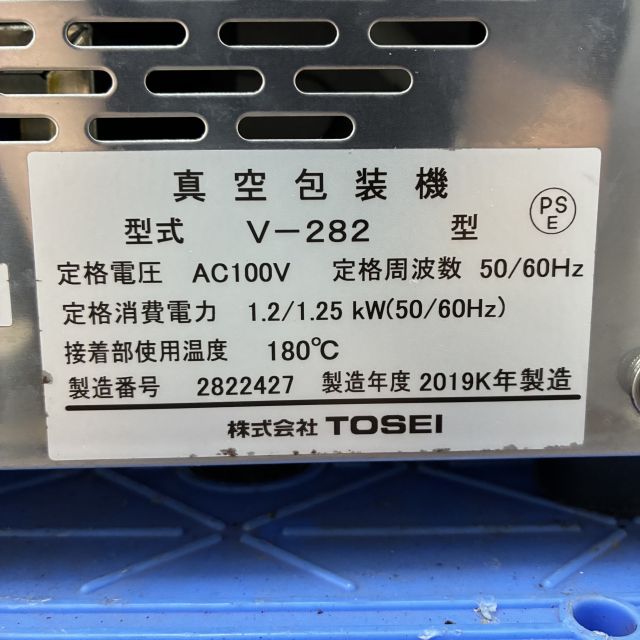 真空包装機
型式 V-282 型
PS
E
定格電圧 AC100V 定格周波数 50/60Hz
定格消費電力 1.2/1.25 kW(50/60Hz)
接着部使用温度 180℃
製造番号 2822427 製造年度 2019K年製造
株式会社 TOSEI